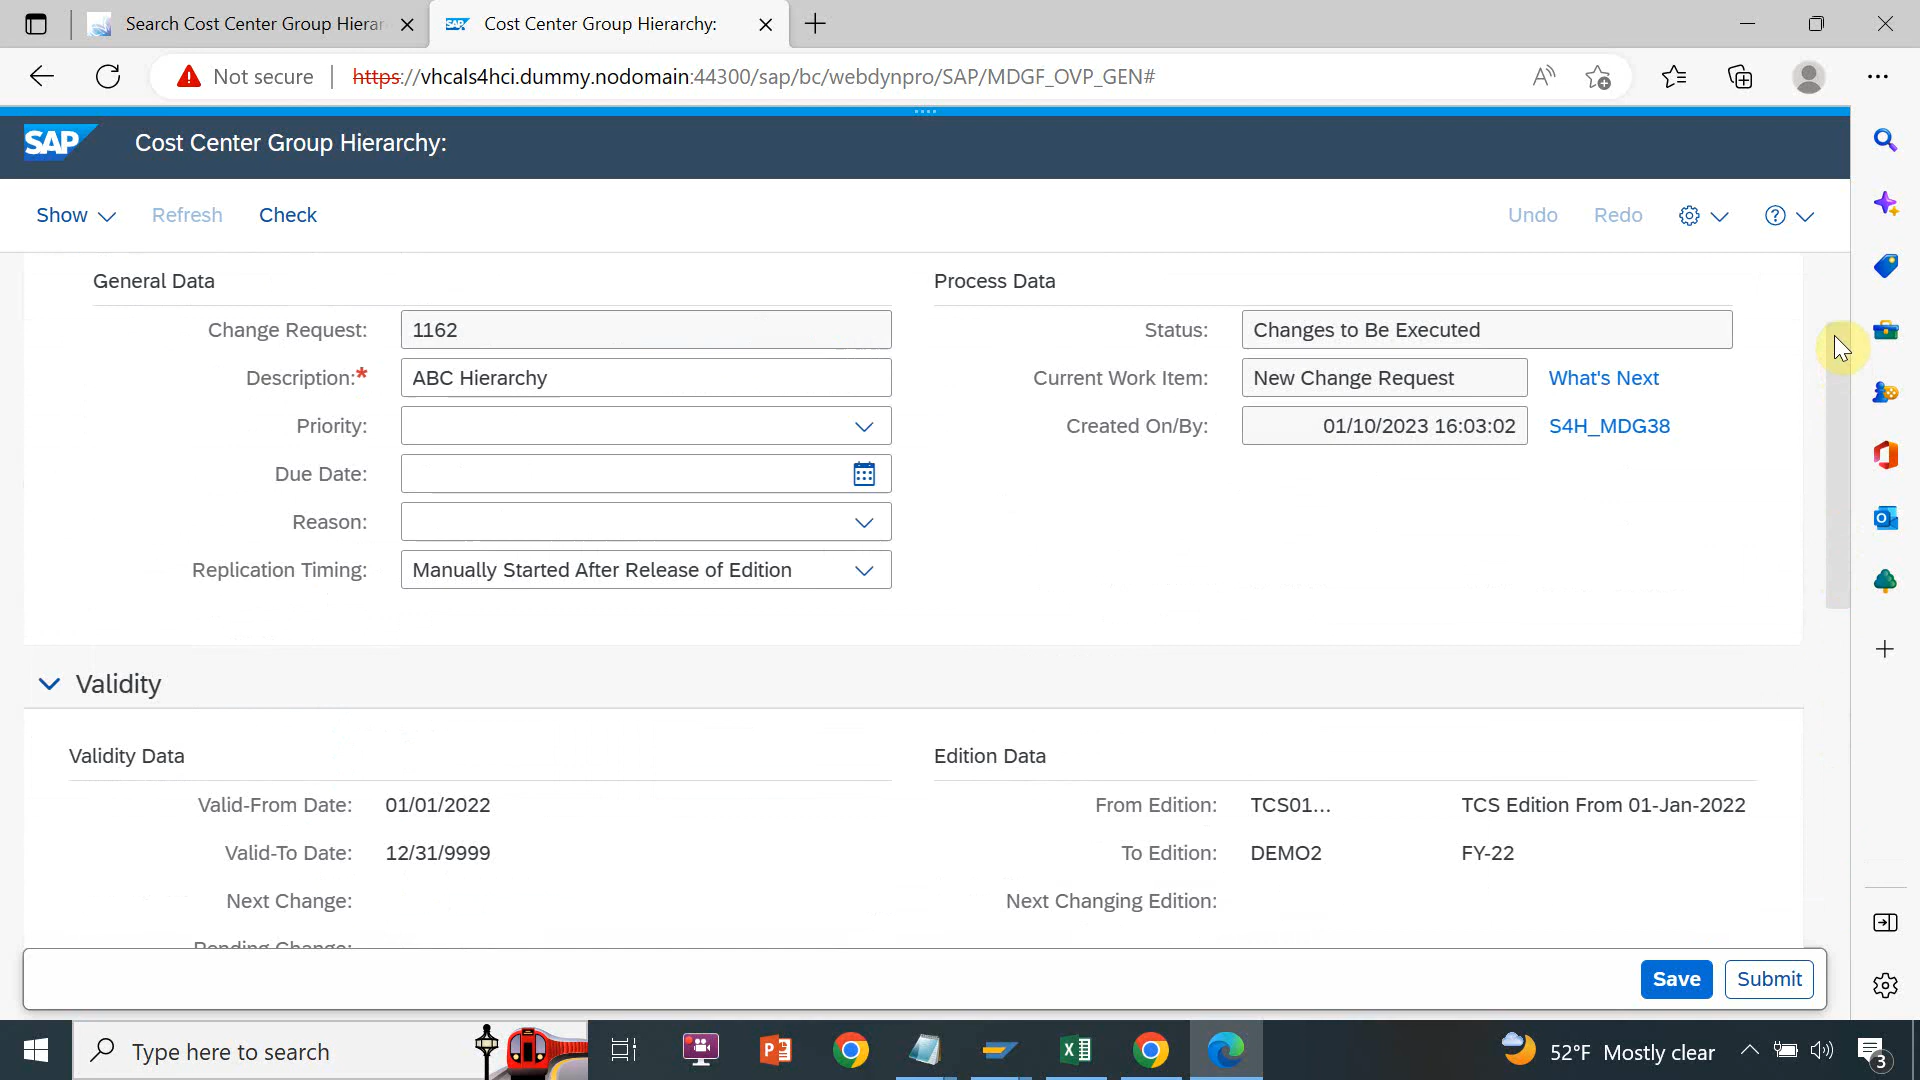 Search Cost Center Group Hierar
Cost Center Group Hierarchy:
Not secure
https://vhcals4hci.dummy.nodomain:44300/sap/bc/webdynpro/SAP/MDGF_OVP_GEN#
SAP
Cost Center Group Hierarchy:
Show
Refresh
Check
Undo
Redo
General Data
Change Request: 1162
Description:* ABC Hierarchy
Priority:
Due Date:
Reason:
Replication Timing: Manually Started After Release of Edition
Process Data
Status: Changes to Be Executed
Current Work Item: New Change Request What's Next
Created On/By: 01/10/2023 16:03:02 S4H_MDG38
Validity
Validity Data
Valid-From Date: 01/01/2022
Valid-To Date: 12/31/9999
Next Change:
Pending Change:
Edition Data
From Edition: TCS01... TCS Edition From 01-Jan-2022
To Edition: DEMO2 FY-22
Next Changing Edition:
Save
Submit
Type here to search
52°F Mostly clear
3